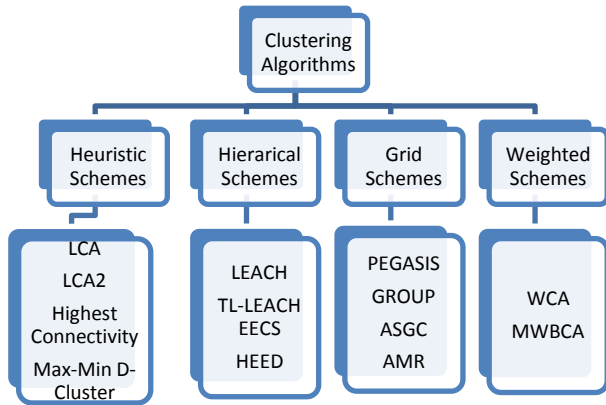 Clustering
Algorithms
Heuristic
Schemes
Hierarical
Schemes
Grid
Schemes
Weighted
Schemes
LCA
LCA2
Highest
Connectivity
Max-Min D-
Cluster
LEACH
TL-LEACH
EECS
HEED
PEGASIS
GROUP
ASGC
AMR
WCA
MWBCA